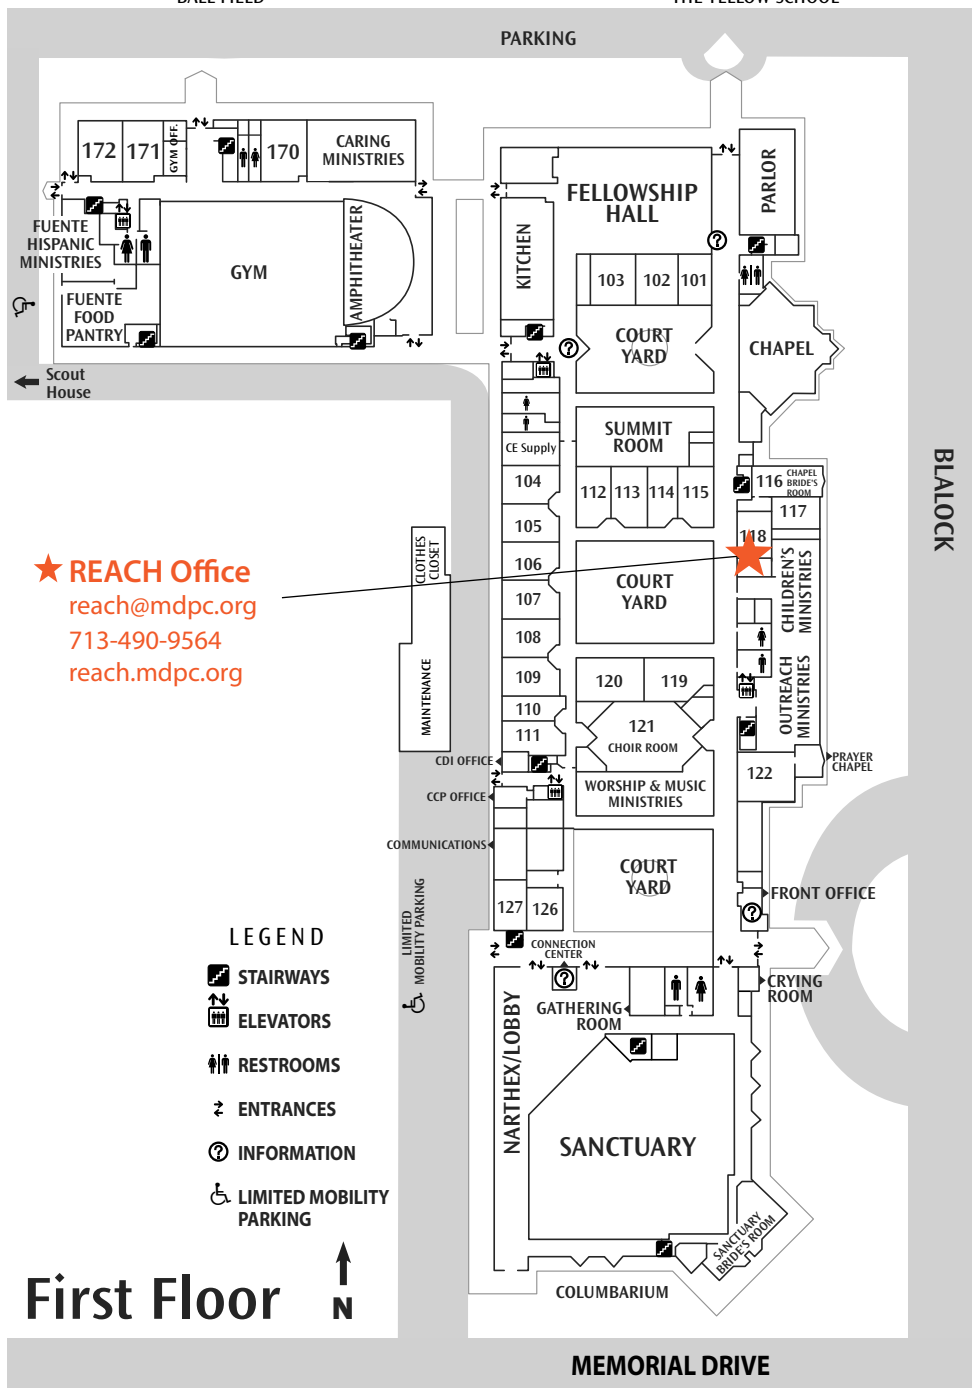 BALL FIELD
THE YELLOW SCHOOL
PARKING
172
171
GYM OFF.
170
CARING
MINISTRIES
FELLOWSHIP
HALL
PARLOR
FUENTE
HISPANIC
MINISTRIES
GYM
AMPHITHEATER
KITCHEN
103
102
101
FUENTE
FOOD
PANTRY
COURT
YARD
CHAPEL
Scout
House
SUMMIT
ROOM
CE Supply
104
112
113
114
115
116
CHAPEL
BRIDE'S
ROOM
117
118
BLALOCK
105
106
107
108
109
110
111
CLOTHES
CLOSET
MAINTENANCE
COURT
YARD
CHILDREN'S
MINISTRIES
OUTREACH
MINISTRIES
REACH Office
reach@mdpc.org
713-490-9564
reach.mdpc.org
120
119
121
CHOIR ROOM
WORSHIP & MUSIC
MINISTRIES
122
PRAYER
CHAPEL
CDI OFFICE
CCP OFFICE
COMMUNICATIONS
COURT
YARD
127
126
FRONT OFFICE
LIMITED
MOBILITY PARKING
CONNECTION
CENTER
GATHERING
ROOM
CRYING
ROOM
NARTHEX/LOBBY
SANCTUARY
SANCTUARY
BRIDE'S ROOM
COLUMBARIUM
LEGEND
STAIRWAYS
ELEVATORS
RESTROOMS
ENTRANCES
INFORMATION
LIMITED MOBILITY
PARKING
First Floor
N
MEMORIAL DRIVE